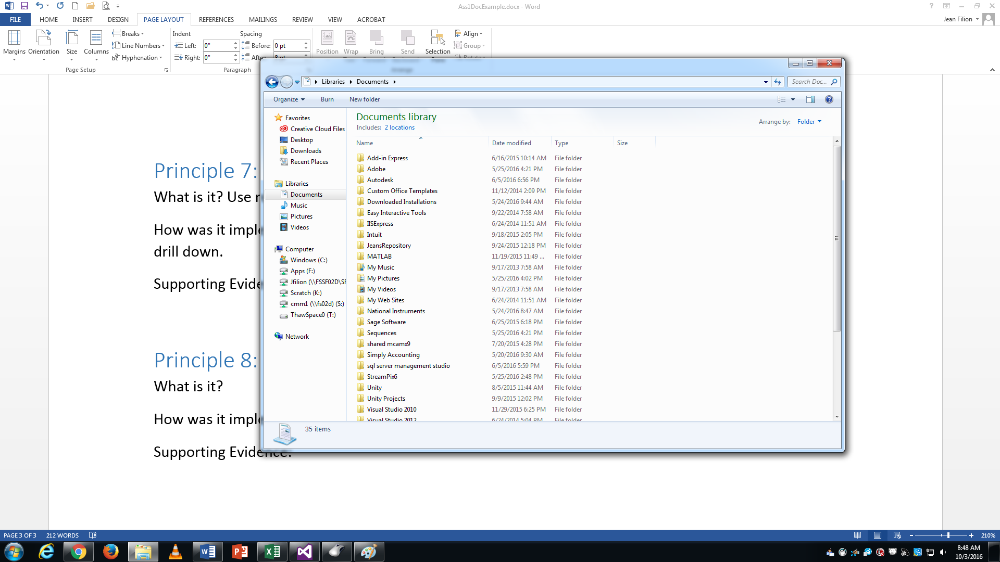 Ass1DocExample.docx - Word
FILE HOME INSERT DESIGN PAGE LAYOUT REFERENCES MAILINGS REVIEW VIEW ACROBAT
Jean Filion
Margins Orientation Size Columns
Breaks
Line Numbers
Hyphenation
Page Setup
Indent Spacing
Left: 0" Before: 0 pt
Right: 0" After: 8 pt
Paragraph
Position Wrap Bring Send Selection
Align
Group
Rotate
Arrange
Principle 7:
What is it? Use
How was it
drill down.
Supporting
Principle 8:
What is it?
How was it
Supporting Evidence:
Libraries Documents
Search Doc...
Organize Burn New folder
Favorites
Creative Cloud Files
Desktop
Downloads
Recent Places
Libraries
Documents
Music
Pictures
Videos
Computer
Windows (C:)
Apps (F:)
Jfilion (\\FSSF02D\SF
Scratch (K:)
cmm1 (\\fs02d) (S:)
ThawSpace0 (T:)
Network
Documents library
Includes: 2 locations
Arrange by: Folder
Name Date modified Type Size
Add-in Express 6/16/2015 10:14 AM File folder
Adobe 5/25/2016 4:21 PM File folder
Autodesk 6/5/2016 6:56 PM File folder
Custom Office Templates 11/12/2014 2:09 PM File folder
Downloaded Installations 5/24/2016 9:44 AM File folder
Easy Interactive Tools 9/22/2014 7:58 AM File folder
IISExpress 6/24/2014 11:51 AM File folder
Intuit 9/18/2015 2:05 PM File folder
JeansRepository 9/24/2015 12:18 PM File folder
MATLAB 11/19/2015 11:49 ... File folder
My Music 9/17/2013 7:58 AM File folder
My Pictures 5/25/2016 4:02 PM File folder
My Videos 9/17/2013 7:58 AM File folder
My Web Sites 6/24/2014 11:51 AM File folder
National Instruments 5/24/2016 8:47 AM File folder
Sage Software 6/25/2015 6:18 PM File folder
Sequences 5/25/2016 4:21 PM File folder
shared mcamx9 7/20/2015 4:28 PM File folder
Simply Accounting 5/20/2016 9:30 AM File folder
sql server management studio 6/5/2016 5:59 PM File folder
StreamPix6 5/25/2016 2:48 PM File folder
Unity 8/5/2015 11:44 AM File folder
Unity Projects 9/9/2015 12:02 PM File folder
Visual Studio 2010 11/29/2015 6:25 PM File folder
Visual Studio 2012 6/24/2014 5:04 PM File folder
35 items
PAGE 3 OF 3 212 WORDS
210%
8:48 AM
10/3/2016